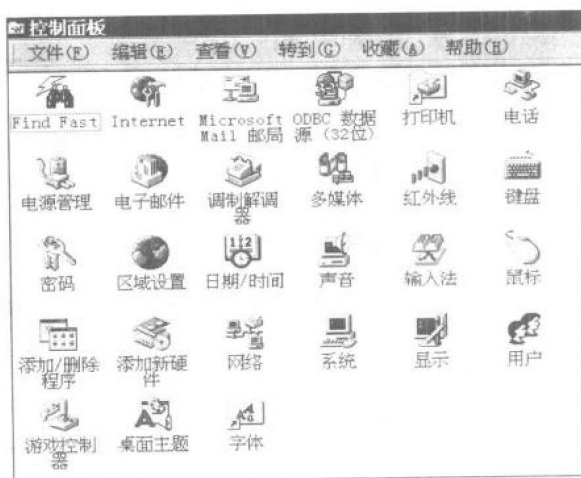 控制面板
文件(F) 编辑(E) 查看(V) 转到(G) 收藏(A) 帮助(H)
Find Fast Internet Microsoft ODBC 数据 打印机 电话
Mail 邮局 源 (32位)
电源管理 电子邮件 调制解调 多媒体 红外线 键盘
器
密码 区域设置 日期/时间 声音 输入法 鼠标
添加/删除 添加新硬 网络 系统 显示 用户
程序 件
游戏控制 桌面主题 字体
器